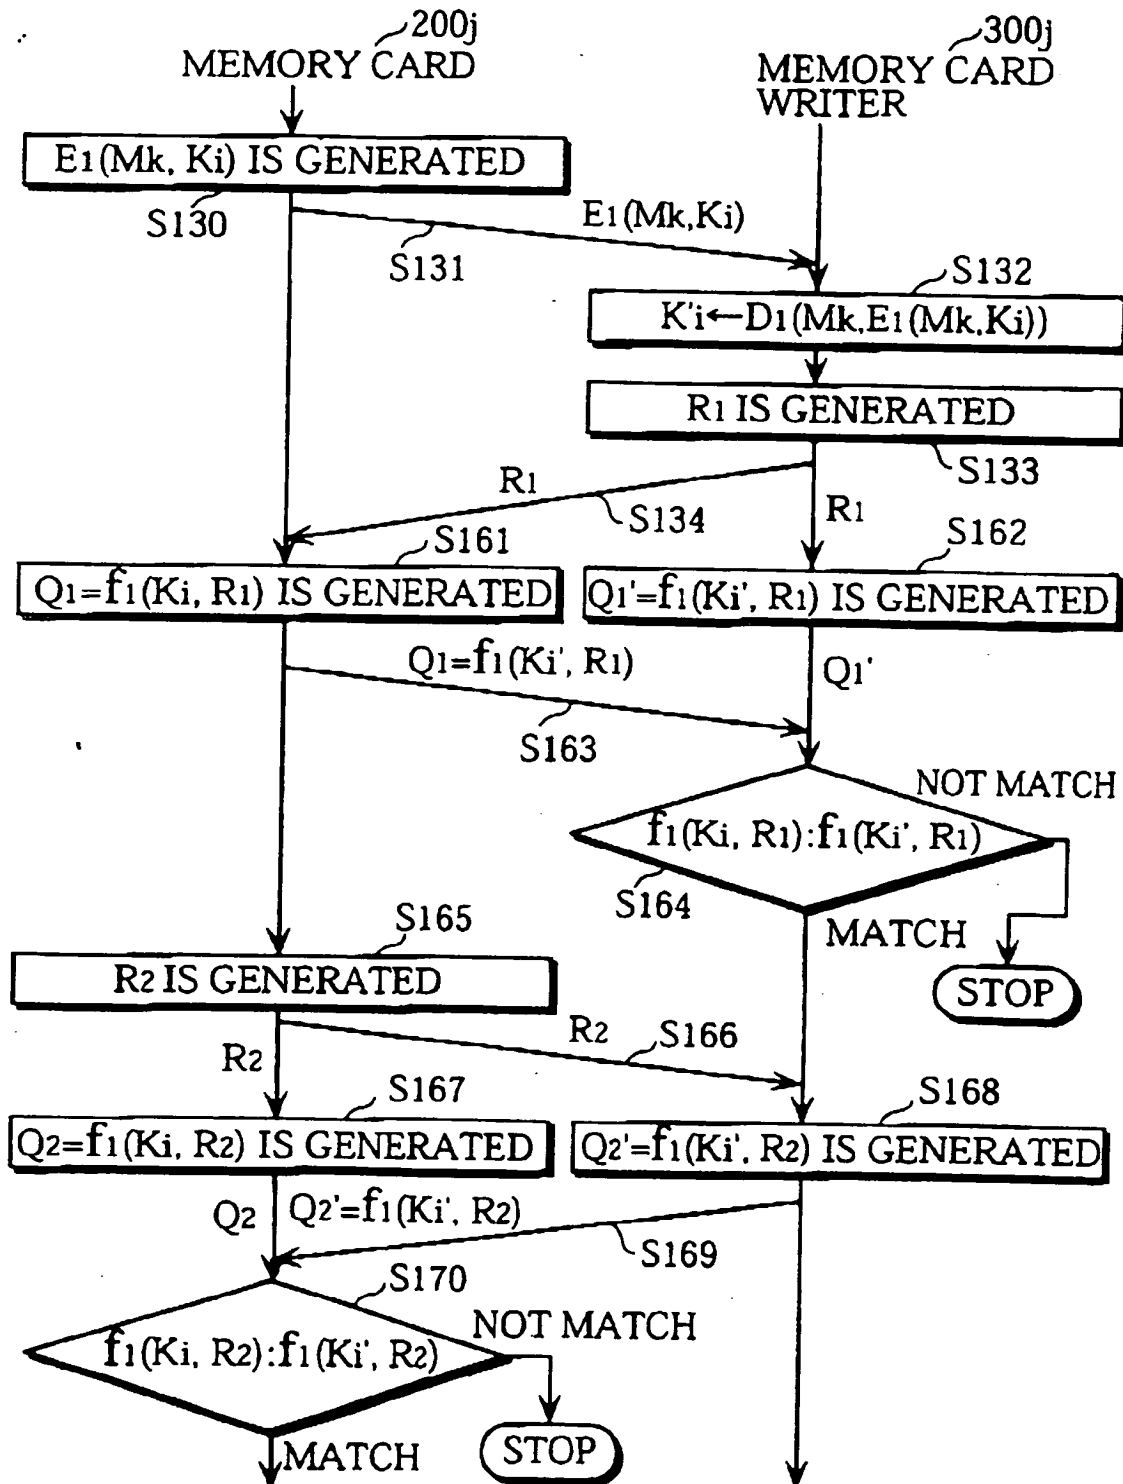 200j
MEMORY CARD
300j
MEMORY CARD
WRITER
E1(Mk, Ki) IS GENERATED
S130
E1(Mk,Ki)
S131
S132
K'i←D1(Mk,E1(Mk,Ki))
R1 IS GENERATED
S133
R1
S134
R1
S161
S162
Q1=f1(Ki, R1) IS GENERATED
Q1'=f1(Ki', R1) IS GENERATED
Q1=f1(Ki', R1)
Q1'
S163
NOT MATCH
f1(Ki, R1):f1(Ki', R1)
S164
MATCH
STOP
S165
R2 IS GENERATED
R2
S166
R2
S167
S168
Q2=f1(Ki, R2) IS GENERATED
Q2'=f1(Ki', R2) IS GENERATED
Q2
Q2'=f1(Ki', R2)
S169
S170
NOT MATCH
f1(Ki, R2):f1(Ki', R2)
MATCH
STOP